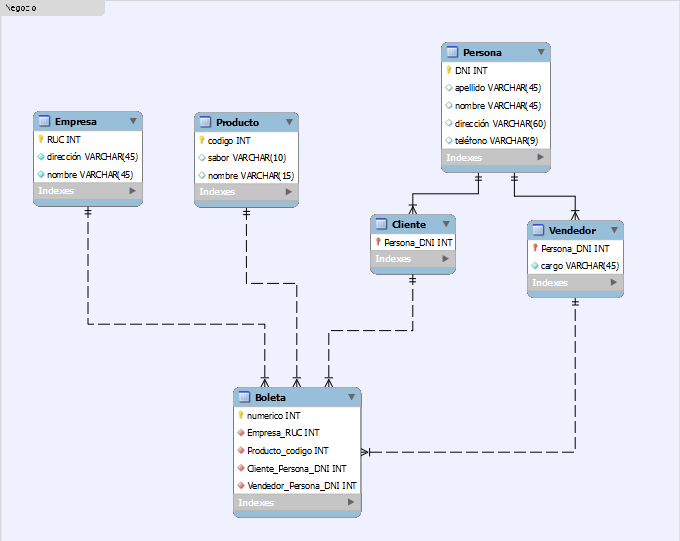 Negocio
Persona
DNI INT
apellido VARCHAR(45)
nombre VARCHAR(45)
dirección VARCHAR(60)
teléfono VARCHAR(9)
Indexes
Empresa
RUC INT
dirección VARCHAR(45)
nombre VARCHAR(45)
Indexes
Producto
codigo INT
sabor VARCHAR(10)
nombre VARCHAR(15)
Indexes
Cliente
Persona_DNI INT
Indexes
Vendedor
Persona_DNI INT
cargo VARCHAR(45)
Indexes
Boleta
numerico INT
Empresa_RUC INT
Producto_codigo INT
Cliente_Persona_DNI INT
Vendedor_Persona_DNI INT
Indexes